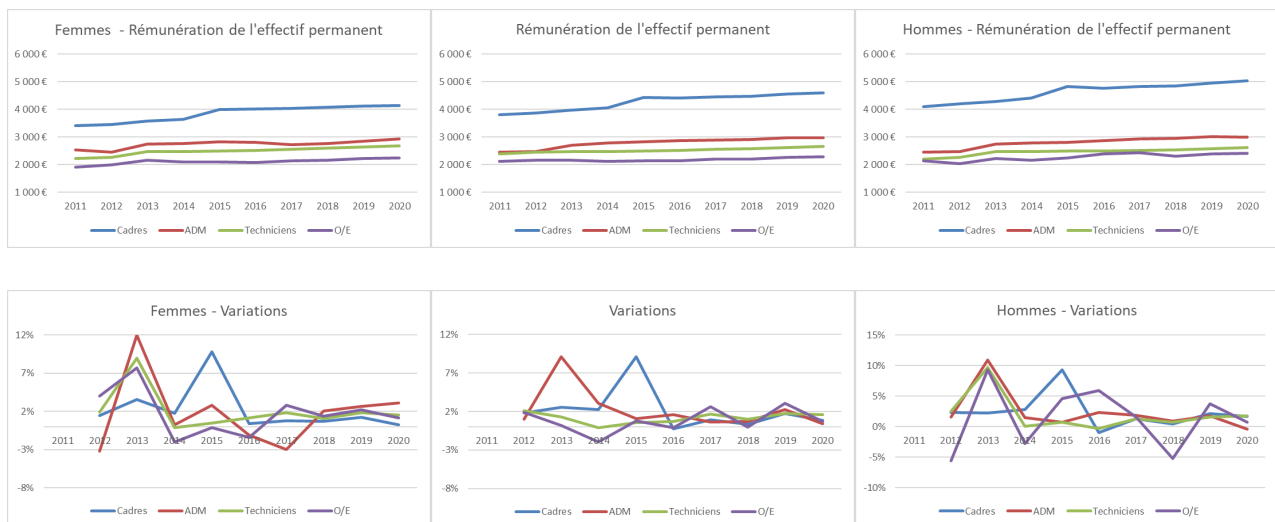 Femmes - Rémunération de l'effectif permanent
6 000 €
5 000 €
4 000 €
3 000 €
2 000 €
1 000 €
2011 2012 2013 2014 2015 2016 2017 2018 2019 2020
Cadres ADM Techniciens O/E
Rémunération de l'effectif permanent
6 000 €
5 000 €
4 000 €
3 000 €
2 000 €
1 000 €
2011 2012 2013 2014 2015 2016 2017 2018 2019 2020
Cadres ADM Techniciens O/E
Hommes - Rémunération de l'effectif permanent
6 000 €
5 000 €
4 000 €
3 000 €
2 000 €
1 000 €
2011 2012 2013 2014 2015 2016 2017 2018 2019 2020
Cadres ADM Techniciens O/E
Femmes - Variations
12%
7%
2%
-3%
-8%
2011 2012 2013 2014 2015 2016 2017 2018 2019 2020
Cadres ADM Techniciens O/E
Variations
12%
7%
2%
-3%
-8%
2011 2012 2013 2014 2015 2016 2017 2018 2019 2020
Cadres ADM Techniciens O/E
Hommes - Variations
15%
10%
5%
0%
-5%
-10%
2011 2012 2013 2014 2015 2016 2017 2018 2019 2020
Cadres ADM Techniciens O/E